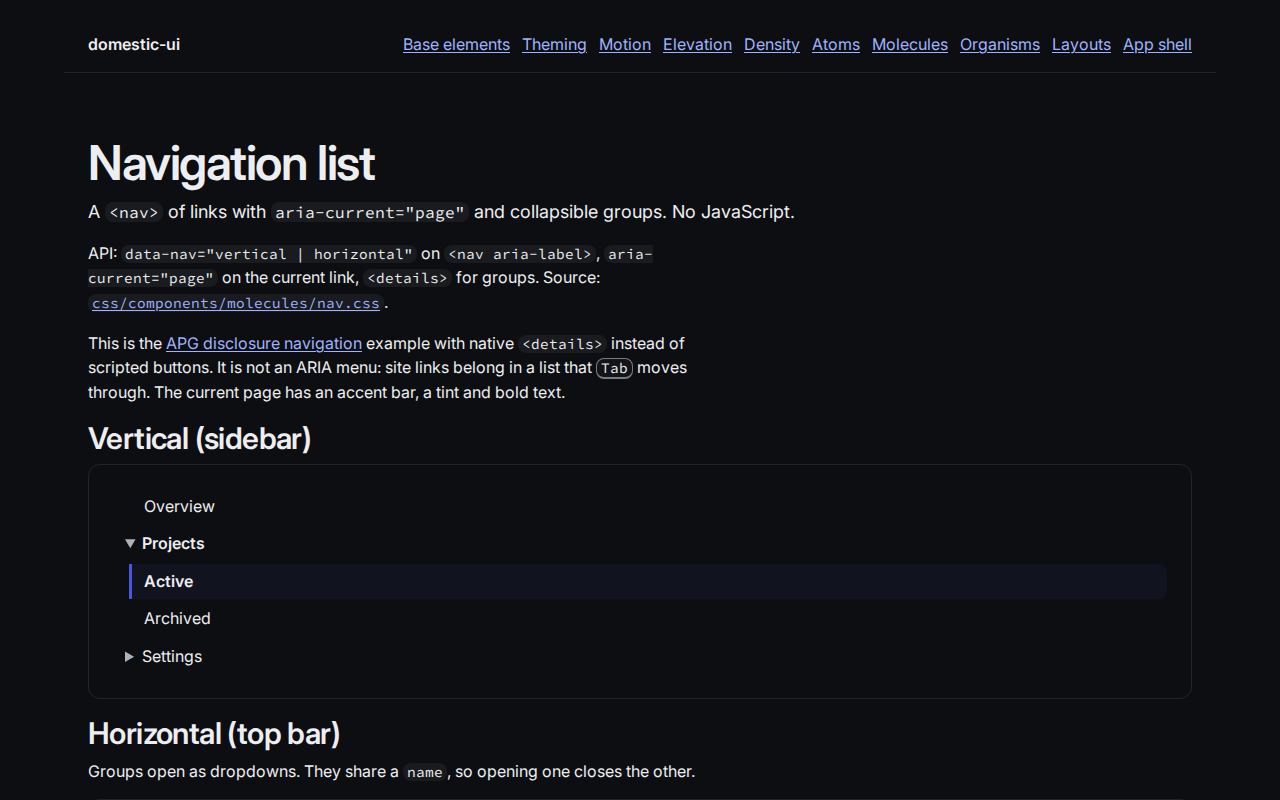 domestic-ui
Base elements Theming Motion Elevation Density Atoms Molecules Organisms Layouts App shell
Navigation list
A <nav> of links with aria-current="page" and collapsible groups. No JavaScript.
API: data-nav="vertical | horizontal" on <nav aria-label>, aria-
current="page" on the current link, <details> for groups. Source:
css/components/molecules/nav.css.
This is the APG disclosure navigation example with native <details> instead of
scripted buttons. It is not an ARIA menu: site links belong in a list that Tab moves
through. The current page has an accent bar, a tint and bold text.
Vertical (sidebar)
Overview
Projects
Active
Archived
Settings
Horizontal (top bar)
Groups open as dropdowns. They share a name, so opening one closes the other.